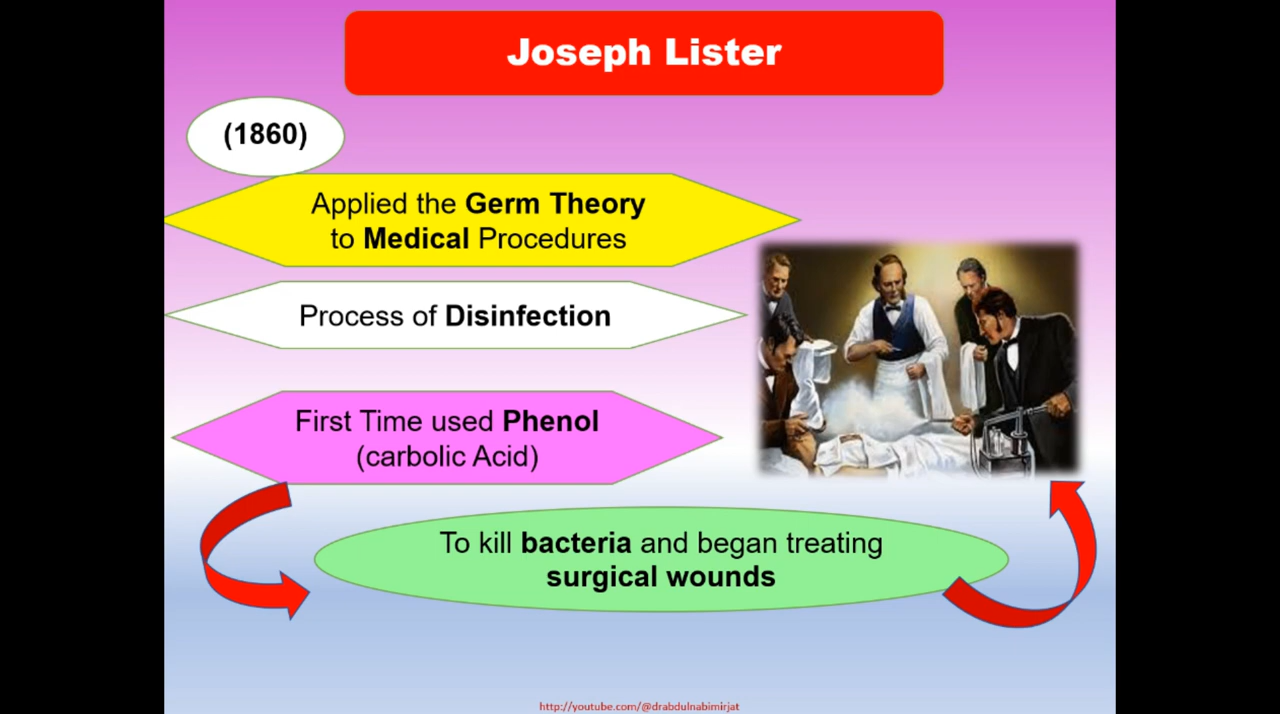 Joseph Lister
(1860)
Applied the Germ Theory
to Medical Procedures
Process of Disinfection
First Time used Phenol
(carbolic Acid)
To kill bacteria and began treating
surgical wounds
http://youtube.com/@drabdulnabimirjat